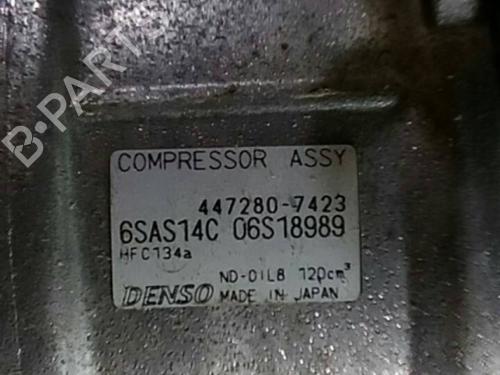 B-PARTS
COMPRESSOR ASSY
447280-7423
6SAS14C 06S18989
HFC134a
ND-OIL8 120cm³
DENSO MADE IN JAPAN